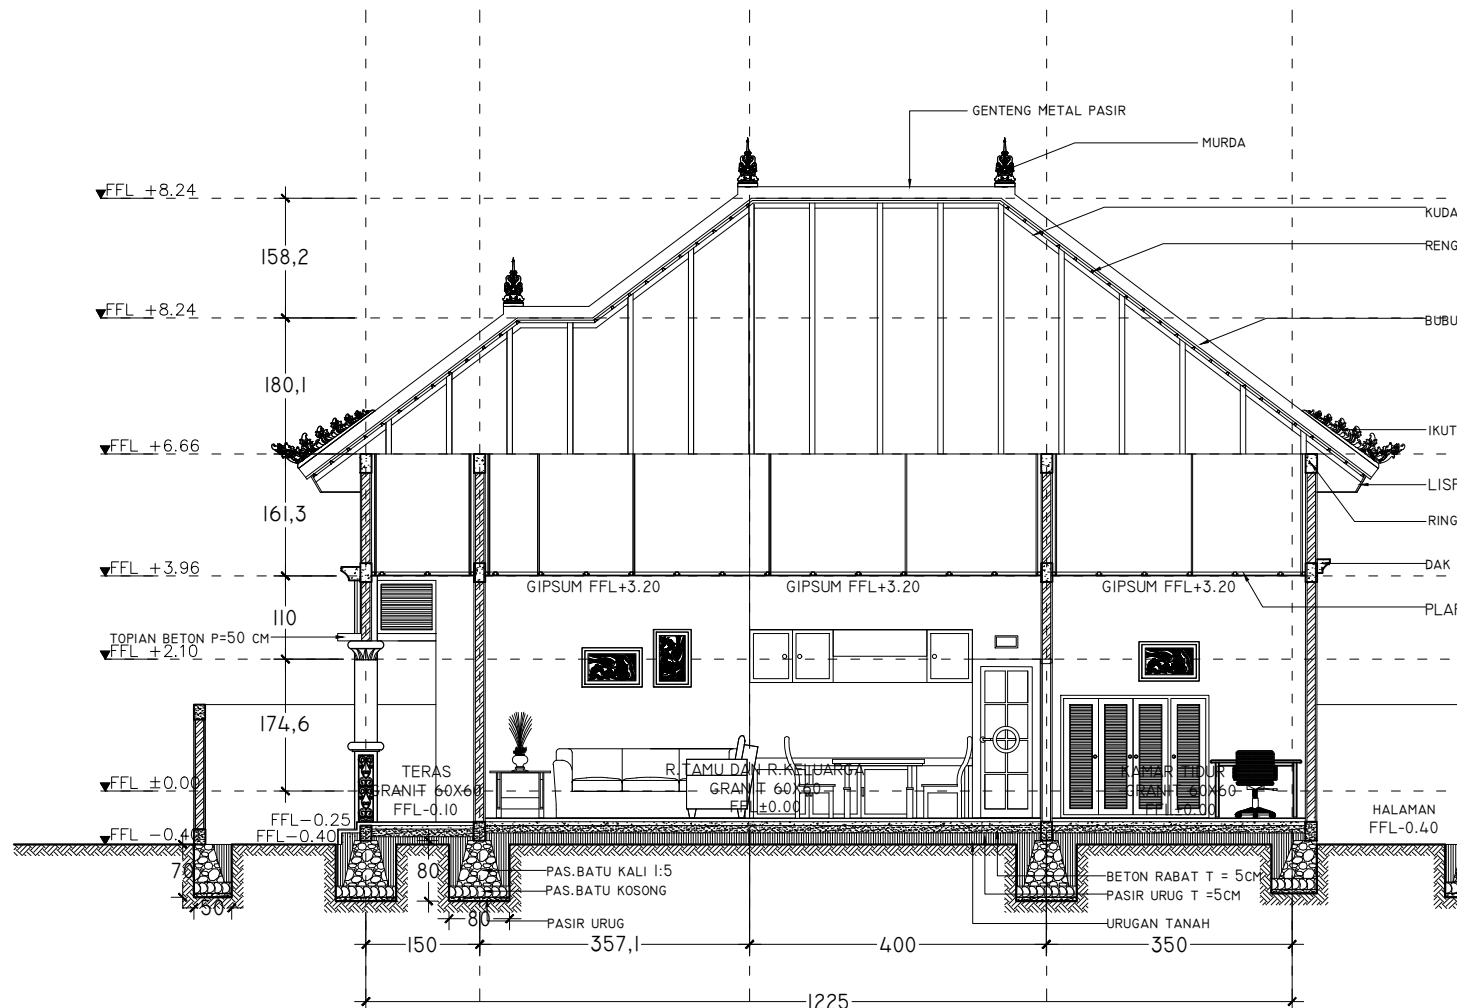 GENTENG METAL PASIR
MURDA
FFL +8.24
KUDA
158,2
RENG
FFL +8.24
BUBU
180,1
FFL +6.66
IKUT
LISP
161,3
RING
FFL +3.96
DAK
GIPSUM FFL+3.20
GIPSUM FFL+3.20
GIPSUM FFL+3.20
PLAF
110
TOPIAN BETON P=50 CM
FFL +2.10
174,6
TERAS
GRANIT 60X60
FFL-0.10
R.TAMU DAN R.KELUARGA
GRANIT 60X60
FFL±0.00
KAMAR TIDUR
GRANIT 60X60
FFL±0.00
FFL ±0.00
HALAMAN
FFL-0.40
FFL-0.25
FFL-0.40
FFL -0.40
70
80
PAS.BATU KALI 1:5
BETON RABAT T = 5CM
PAS.BATU KOSONG
PASIR URUG T =5CM
50
80
PASIR URUG
URUGAN TANAH
150
357,1
400
350
1225